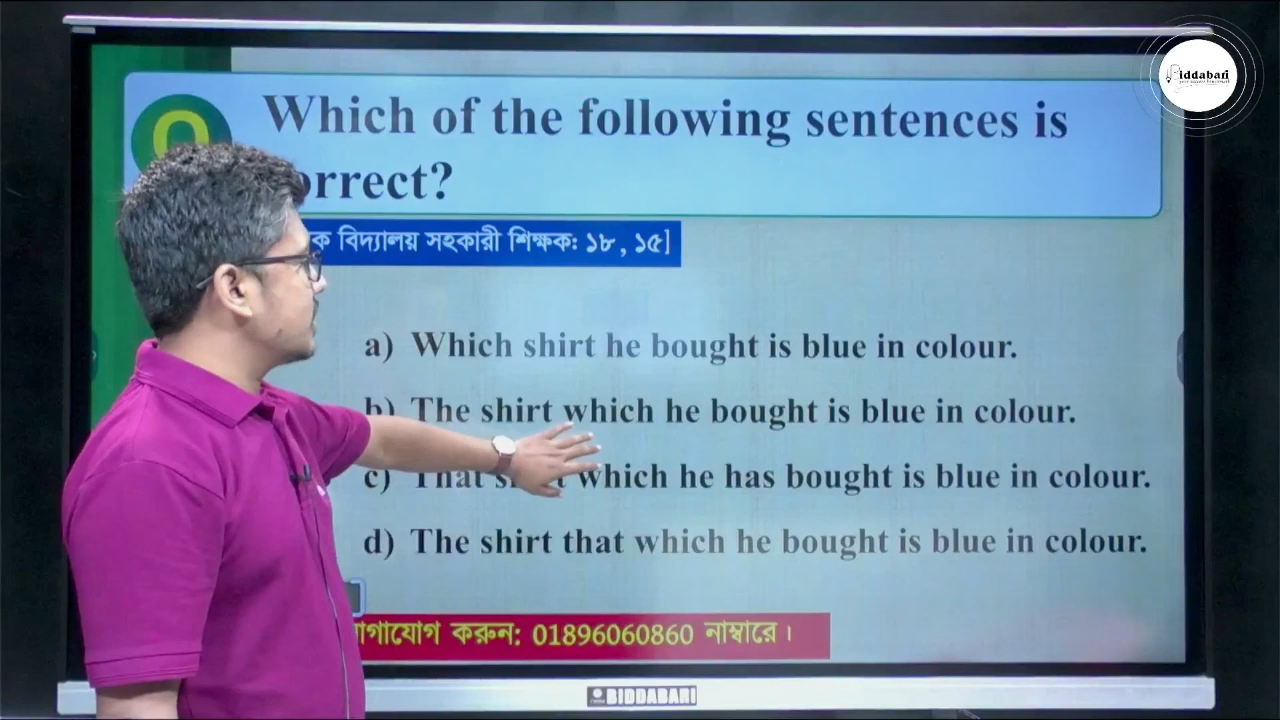 Biddabari
Which of the following sentences is
orrect?
ক বিদ্যালয় সহকারী শিক্ষক: ১৮, ১৫]
a) Which shirt he bought is blue in colour.
b) The shirt which he bought is blue in colour.
c) That which he has bought is blue in colour.
d) The shirt that which he bought is blue in colour.
গাযোগ করুন: 01896060860 নাম্বারে।
BIDDABARI